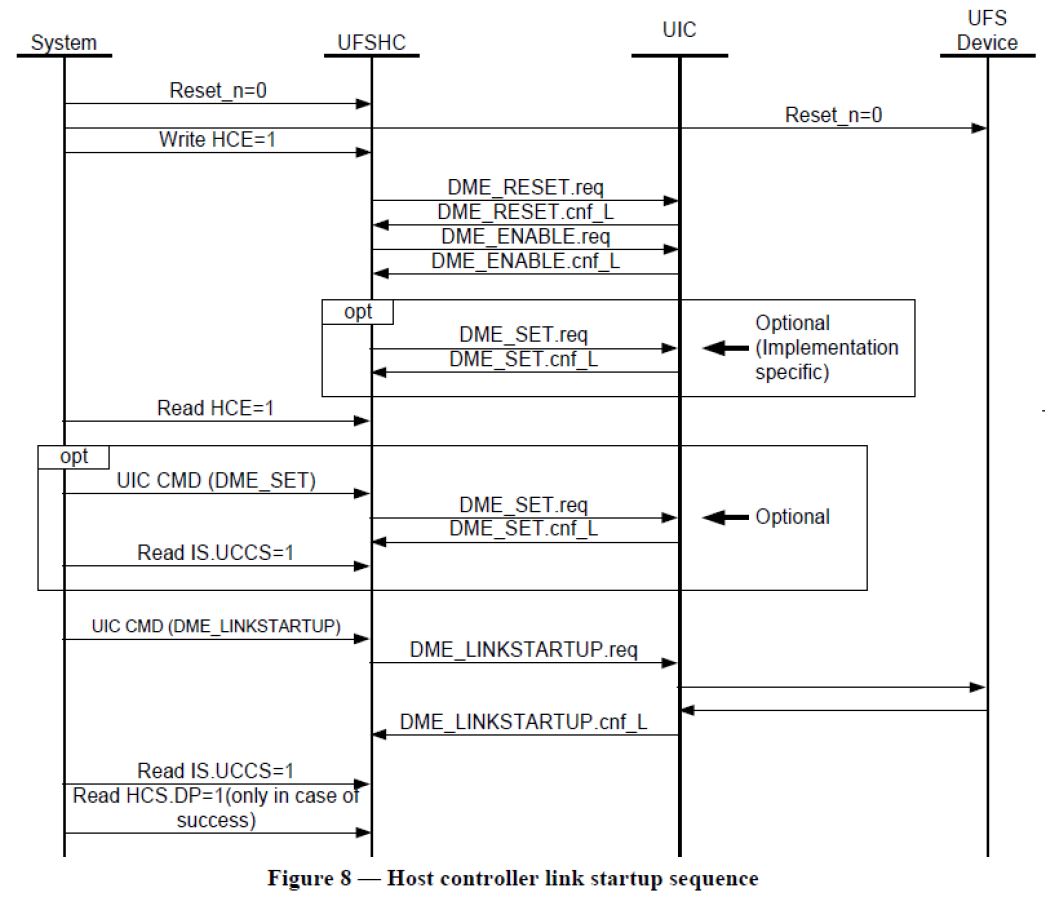 System
UFSHC
UIC
UFS
Device
Reset_n=0
Reset_n=0
Write HCE=1
DME_RESET.req
DME_RESET.cnf_L
DME_ENABLE.req
DME_ENABLE.cnf_L
opt
DME_SET.req
DME_SET.cnf_L
Optional
(Implementation
specific)
Read HCE=1
opt
UIC CMD (DME_SET)
DME_SET.req
DME_SET.cnf_L
Optional
Read IS.UCCS=1
UIC CMD (DME_LINKSTARTUP)
DME_LINKSTARTUP.req
DME_LINKSTARTUP.cnf_L
Read IS.UCCS=1
Read HCS.DP=1(only in case of
success)
Figure 8 — Host controller link startup sequence